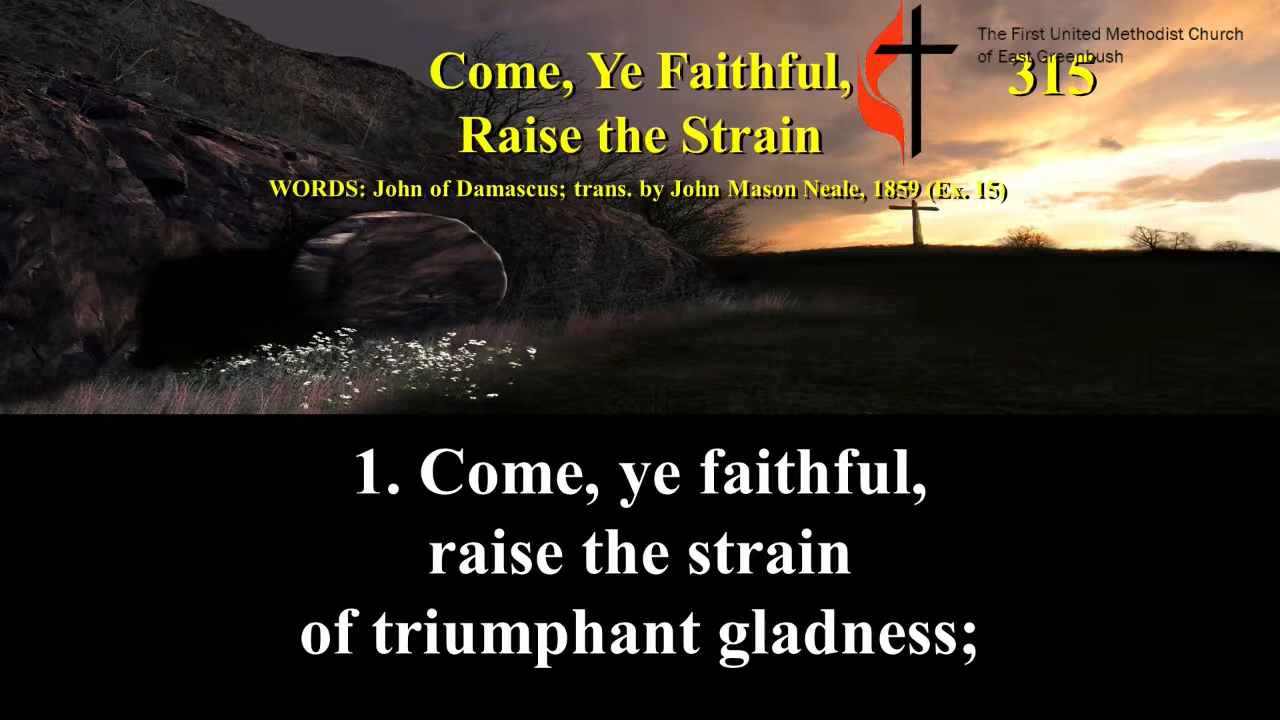 The First United Methodist Church
of East Greenbush
Come, Ye Faithful,
Raise the Strain
315
WORDS: John of Damascus; trans. by John Mason Neale, 1859 (Ex. 15)
1. Come, ye faithful,
raise the strain
of triumphant gladness;